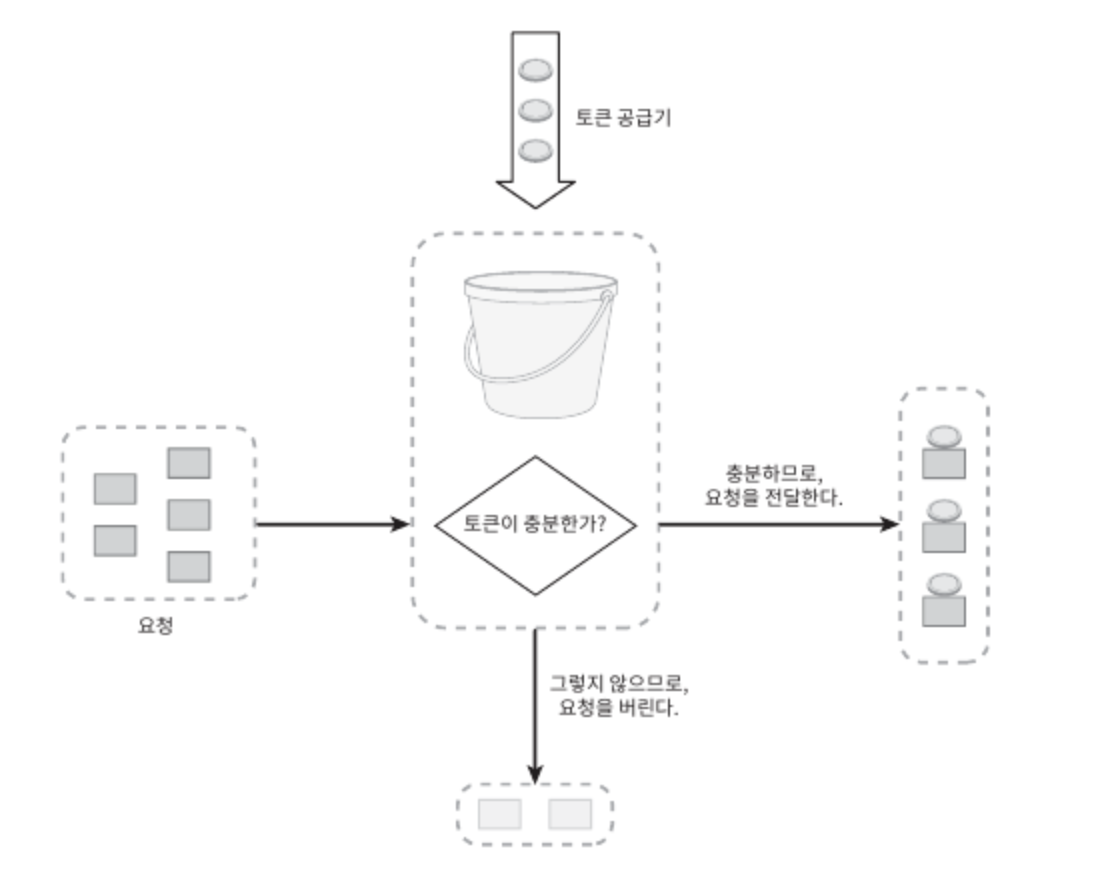 토큰 공급기
토큰이 충분한가?
충분하므로,
요청을 전달한다.
요청
그렇지 않으므로,
요청을 버린다.